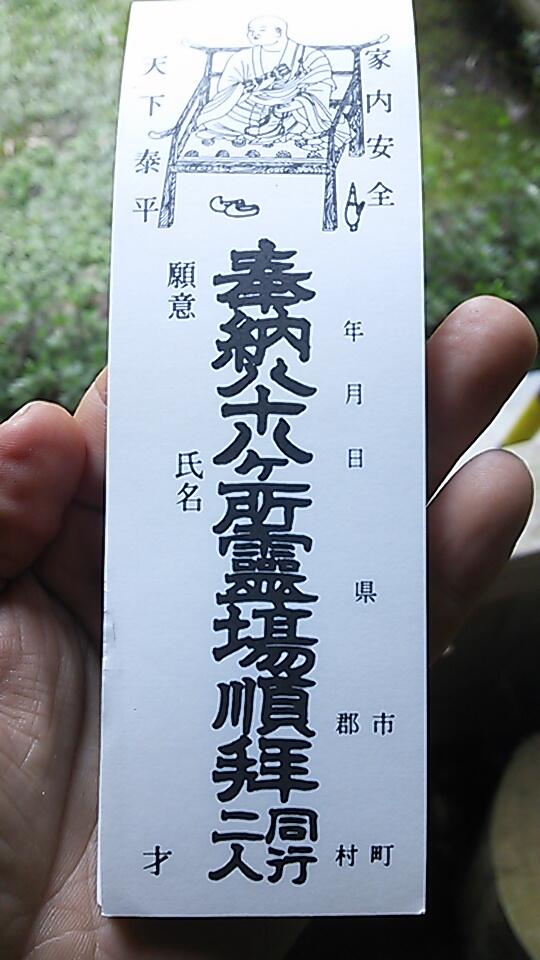 家内安全
天下泰平
年月日
県
市
郡
町
村
奉納八十八ヶ所霊場順拝
同行
二人
願意
氏名
才